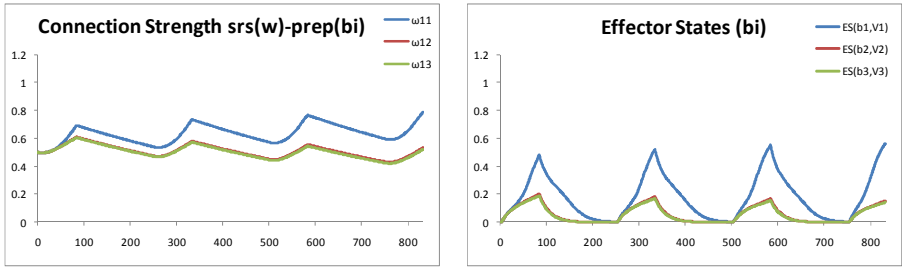 Connection Strength srs(w)-prep(bi)
ω11
ω12
ω13
1.2
1
0.8
0.6
0.4
0.2
0
0 100 200 300 400 500 600 700 800
Effector States (bi)
ES(b1,V1)
ES(b2,V2)
ES(b3,V3)
1.2
1
0.8
0.6
0.4
0.2
0
0 100 200 300 400 500 600 700 800